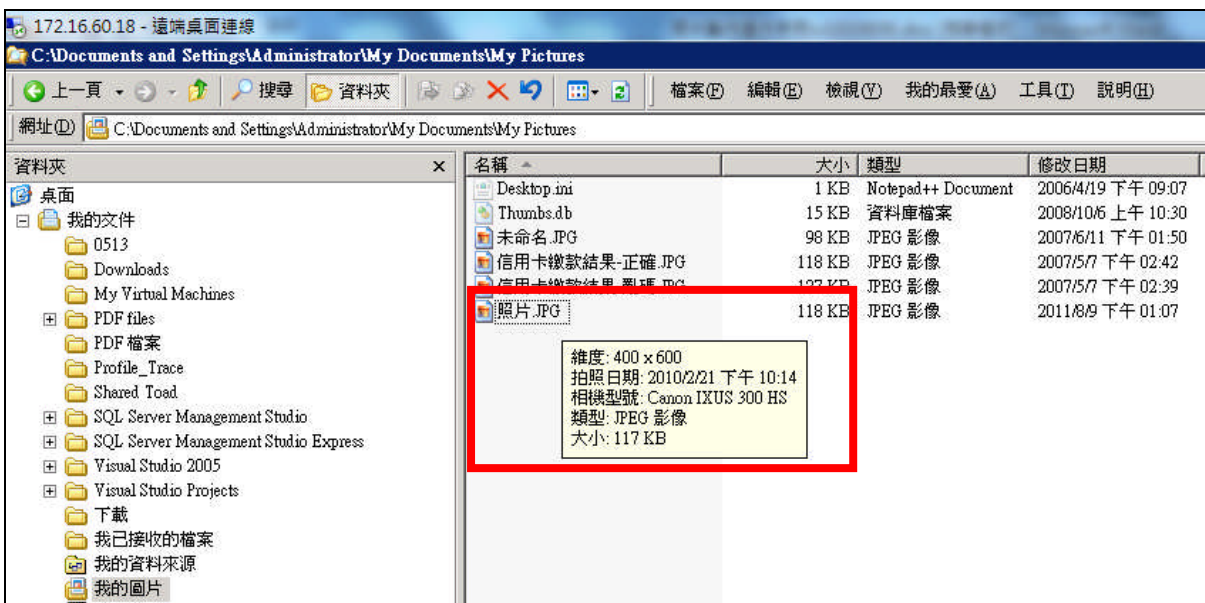 172.16.60.18 - 遠端桌面連線
C:\Documents and Settings\Administrator\My Documents\My Pictures
上一頁 搜尋 資料夾 檔案(F) 編輯(E) 檢視(V) 我的最愛(A) 工具(T) 說明(H)
網址(D) C:\Documents and Settings\Administrator\My Documents\My Pictures
資料夾 x 名稱 大小 類型 修改日期
桌面
我的文件
0513
Downloads
My Virtual Machines
PDF files
PDF 檔案
Profile_Trace
Shared Toad
SQL Server Management Studio
SQL Server Management Studio Express
Visual Studio 2005
Visual Studio Projects
下載
我已接收的檔案
我的資料來源
我的圖片
Desktop.ini 1 KB Notepad++ Document 2006/4/19 下午 09:07
Thumbs.db 15 KB 資料庫檔案 2008/10/6 上午 10:30
未命名.JPG 98 KB JPEG 影像 2007/6/11 下午 01:50
信用卡繳款結果-正確.JPG 118 KB JPEG 影像 2007/5/7 下午 02:42
信用卡繳款結果-亂碼.JPG 127 KB JPEG 影像 2007/5/7 下午 02:39
照片.JPG 118 KB JPEG 影像 2011/8/9 下午 01:07
維度: 400 x 600
拍照日期: 2010/2/21 下午 10:14
相機型號: Canon IXUS 300 HS
類型: JPEG 影像
大小: 117 KB